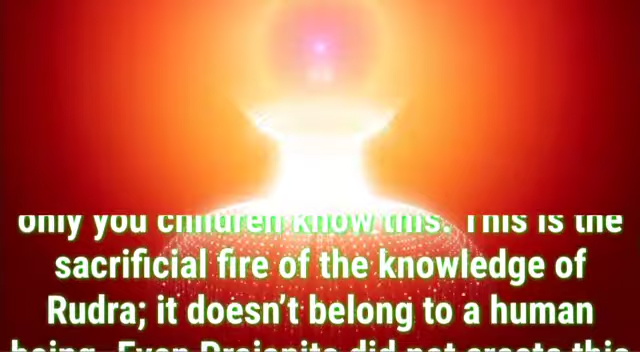 only you children know this. This is the
sacrificial fire of the knowledge of
Rudra; it doesn't belong to a human
being. Even Prajapita did not create this